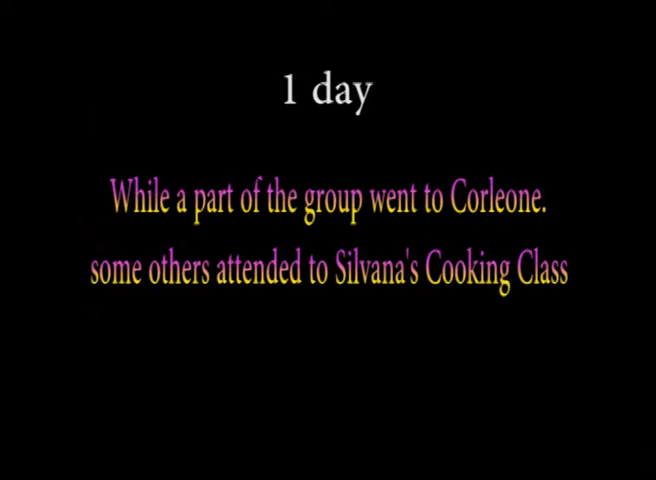 1 day
While a part of the group went to Corleone.
some others attended to Silvana's Cooking Class